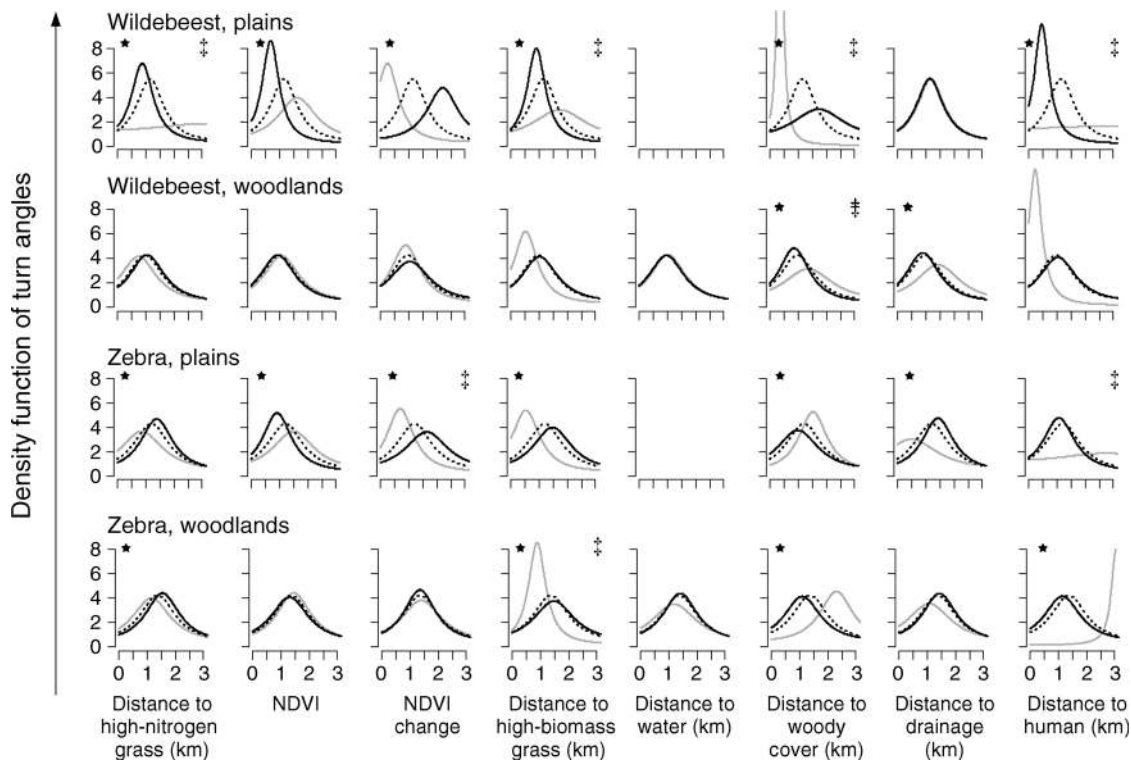 Density function of turn angles
Wildebeest, plains
★ ‡ ★ ★ ★ ‡ ★ ‡ ★ ‡
8
6
4
2
0
Wildebeest, woodlands
★ ‡ ★
8
6
4
2
0
Zebra, plains
★ ★ ★ ‡ ★ ★ ★ ‡
8
6
4
2
0
Zebra, woodlands
★ ★ ‡ ★ ★
8
6
4
2
0
0 1 2 3 0 1 2 3 0 1 2 3 0 1 2 3 0 1 2 3 0 1 2 3 0 1 2 3 0 1 2 3
Distance to
high-nitrogen
grass (km)
NDVI
NDVI
change
Distance to
high-biomass
grass (km)
Distance to
water (km)
Distance to
woody
cover (km)
Distance to
drainage
(km)
Distance to
human (km)